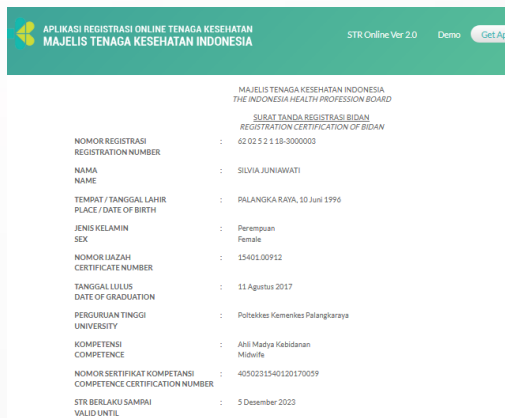 APLIKASI REGISTRASI ONLINE TENAGA KESEHATAN
MAJELIS TENAGA KESEHATAN INDONESIA
STR Online Ver 2.0 Demo Get Ap
MAJELIS TENAGA KESEHATAN INDONESIA
THE INDONESIA HEALTH PROFESSION BOARD
SURAT TANDA REGISTRASI BIDAN
REGISTRATION CERTIFICATION OF BIDAN
NOMOR REGISTRASI : 62 02 5 2 1 18-3000003
REGISTRATION NUMBER
NAMA : SILVIA JUNIAWATI
NAME
TEMPAT / TANGGAL LAHIR : PALANGKA RAYA, 10 Juni 1996
PLACE / DATE OF BIRTH
JENIS KELAMIN : Perempuan
SEX Female
NOMOR IJAZAH : 15401.00912
CERTIFICATE NUMBER
TANGGAL LULUS : 11 Agustus 2017
DATE OF GRADUATION
PERGURUAN TINGGI : Poltekkes Kemenkes Palangkaraya
UNIVERSITY
KOMPETENSI : Ahli Madya Kebidanan
COMPETENCE Midwife
NOMOR SERTIFIKAT KOMPETANSI : 4050231540120170059
COMPETENCE CERTIFICATION NUMBER
STR BERLAKU SAMPAI : 5 Desember 2023
VALID UNTIL